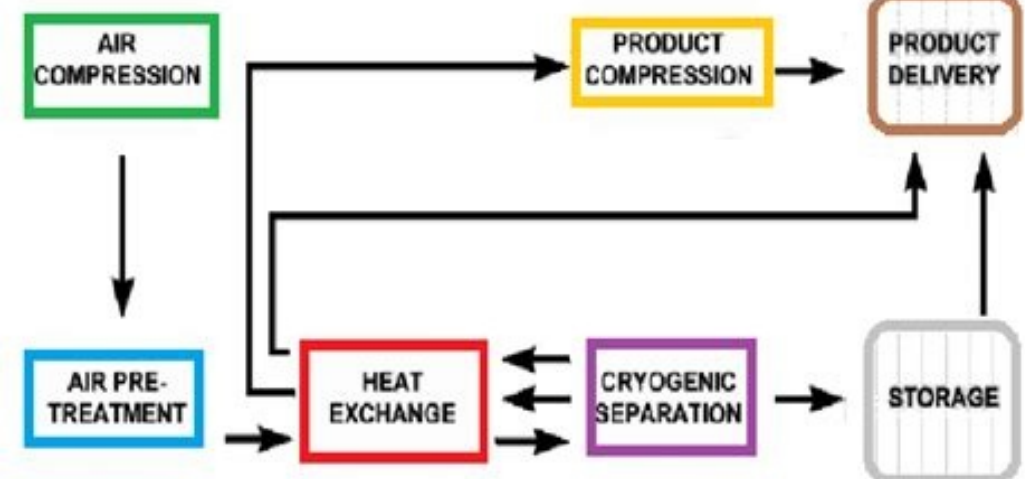 AIR
COMPRESSION
PRODUCT
COMPRESSION
PRODUCT
DELIVERY
AIR PRE-
TREATMENT
HEAT
EXCHANGE
CRYOGENIC
SEPARATION
STORAGE